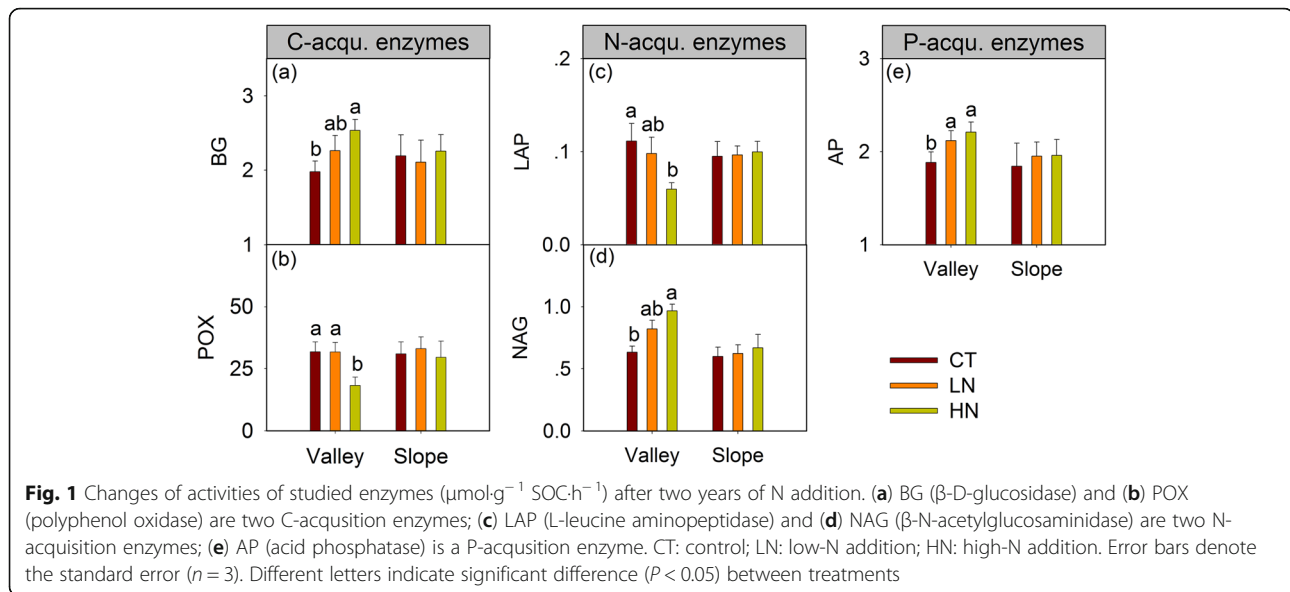 C-acqu. enzymes
N-acqu. enzymes
P-acqu. enzymes
(a)
3
2
1
BG
b
ab
a
(c)
.2
.1
0.0
LAP
a
ab
b
(e)
3
2
1
AP
b
a
a
Valley
Slope
(b)
50
25
0
POX
a
a
b
Valley
Slope
(d)
1.0
.5
0.0
NAG
b
ab
a
Valley
Slope
CT
LN
HN
Fig. 1 Changes of activities of studied enzymes (μmol·g⁻¹ SOC·h⁻¹) after two years of N addition. (a) BG (β-D-glucosidase) and (b) POX
(polyphenol oxidase) are two C-acqusition enzymes; (c) LAP (L-leucine aminopeptidase) and (d) NAG (β-N-acetylglucosaminidase) are two N-
acquisition enzymes; (e) AP (acid phosphatase) is a P-acqusition enzyme. CT: control; LN: low-N addition; HN: high-N addition. Error bars denote
the standard error (n = 3). Different letters indicate significant difference (P < 0.05) between treatments